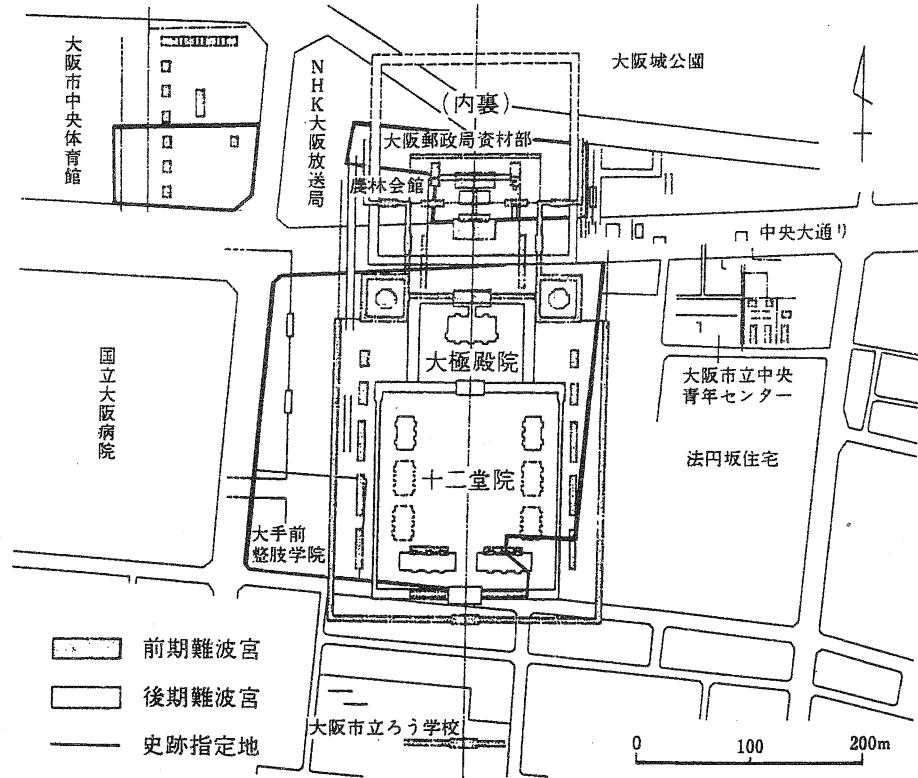 大阪市中央体育館
NHK大阪放送局
大阪城公園
(内裏)
大阪郵政局資材部
農林会館
中央大通り
大極殿院
国立大阪病院
大阪市立中央
青年センター
十二堂院
法円坂住宅
大手前
整肢学院
前期難波宮
後期難波宮
史跡指定地
大阪市立ろう学校
0 100 200m